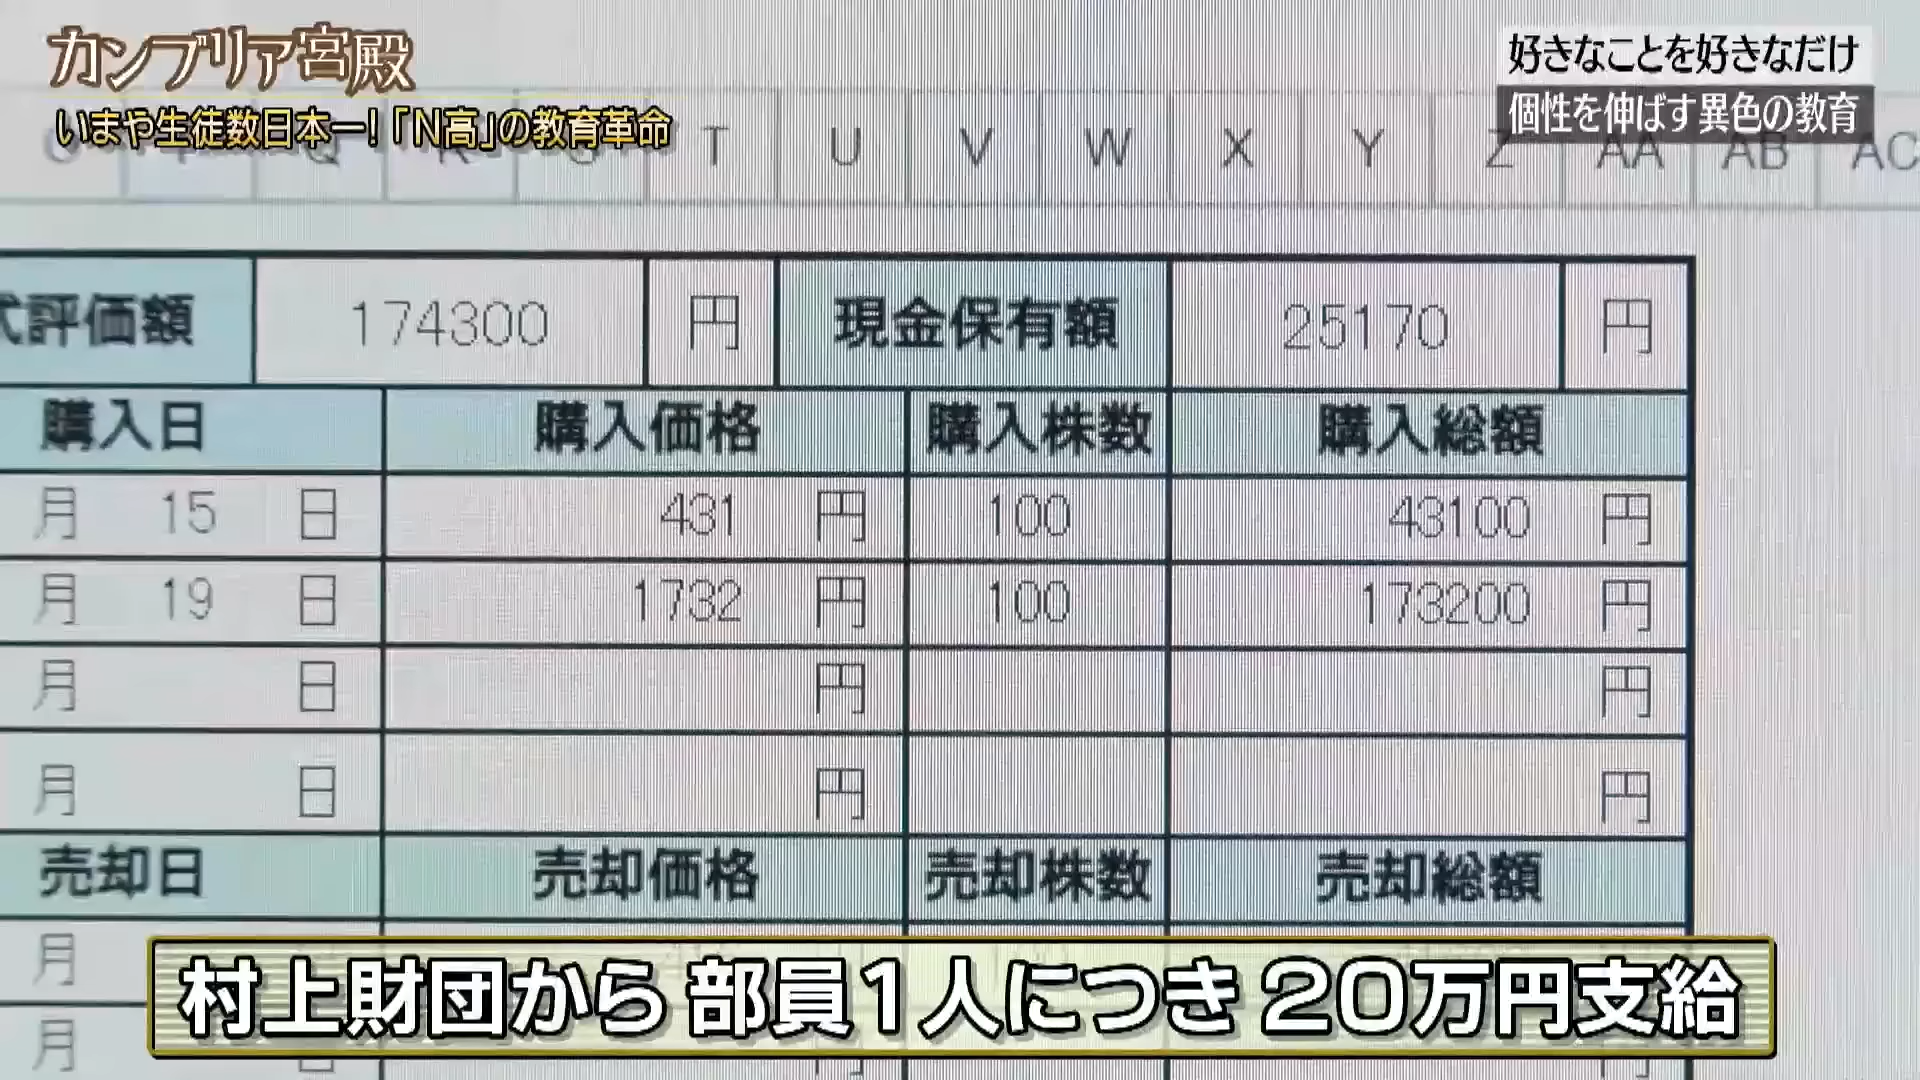 カンブリア宮殿
いまや生徒数日本一!「N高」の教育革命
好きなことを好きなだけ
個性を伸ばす異色の教育
T U V W X Y Z AA AB AC
式評価額 174300 円 現金保有額 25170 円
購入日 購入価格 購入株数 購入総額
月 15 日 431 円 100 43100 円
月 19 日 1732 円 100 173200 円
月 日 円 円
月 日 円 円
売却日 売却価格 売却株数 売却総額
月
月
村上財団から 部員1人につき 20万円支給